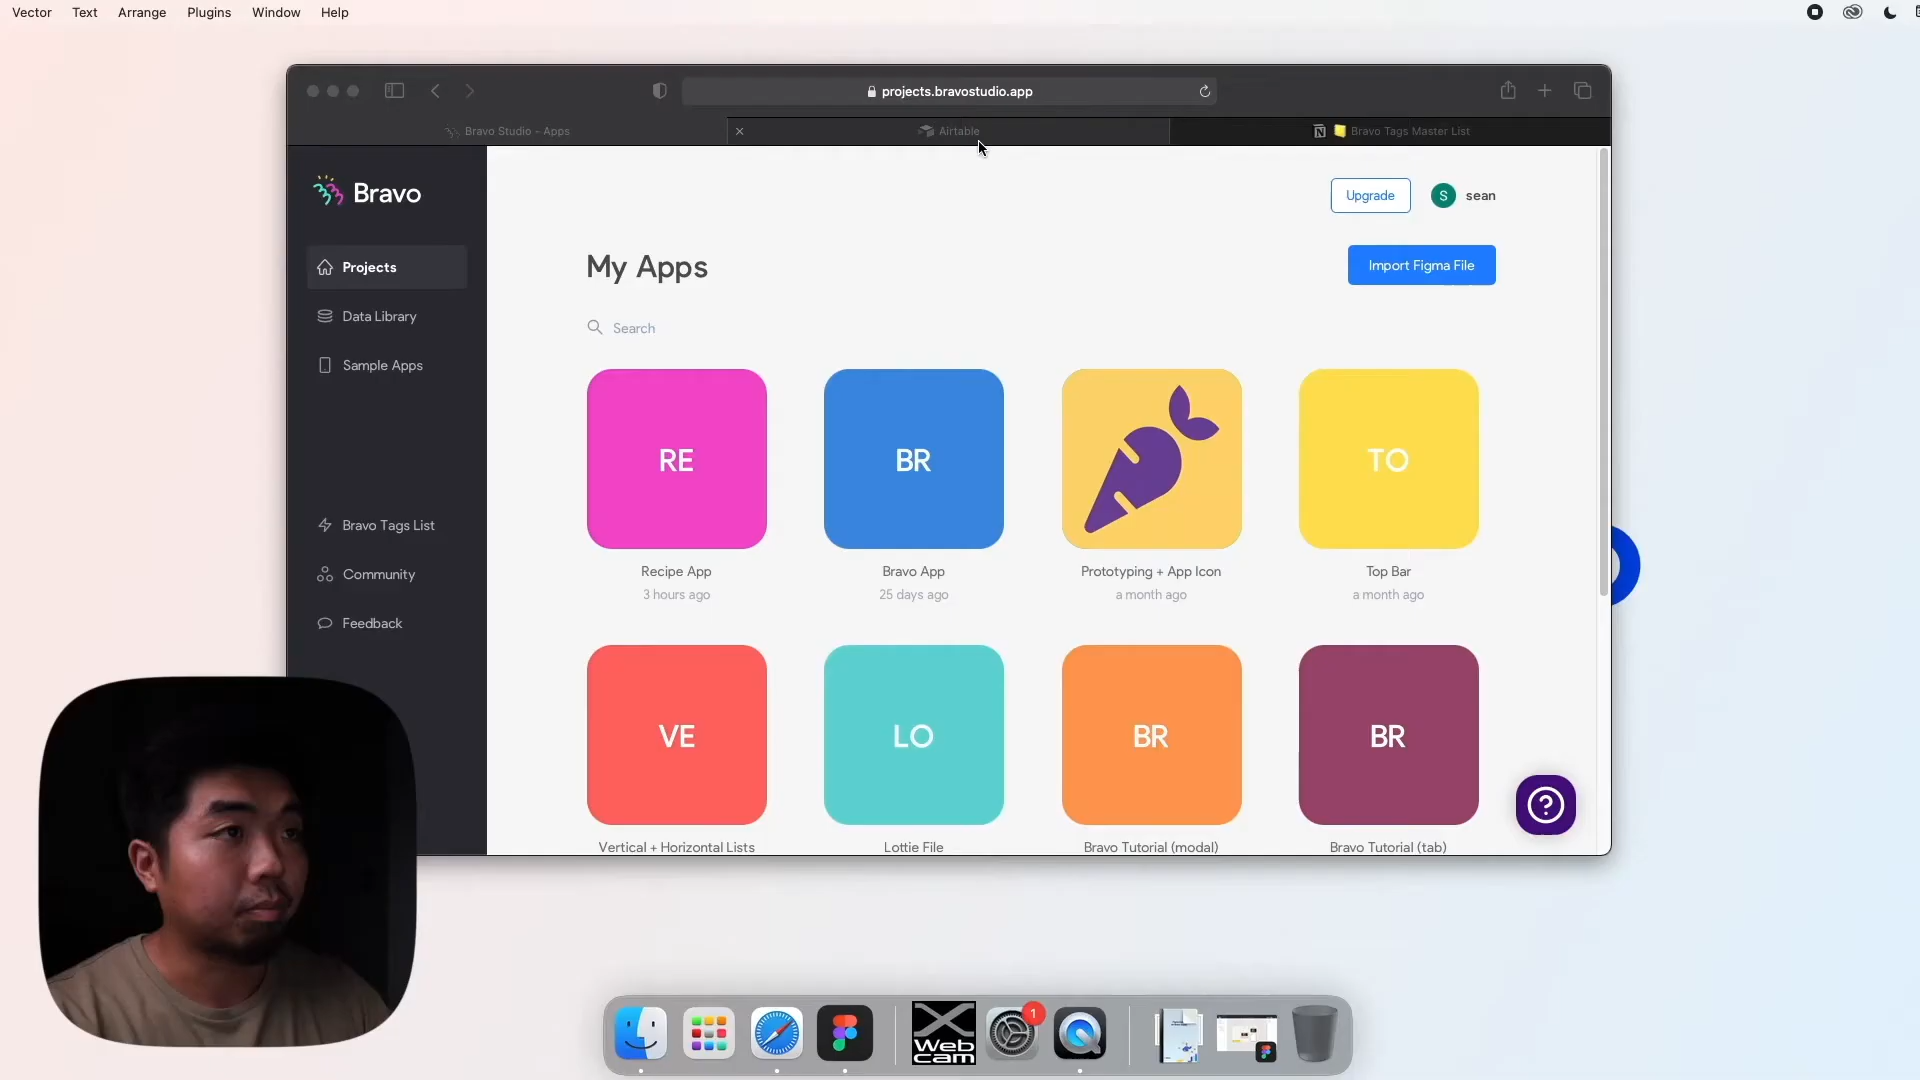 Vector Text Arrange Plugins Window Help
projects.bravostudio.app
Bravo Studio - Apps
Airtable
Bravo Tags Master List
Bravo
Upgrade
S
sean
Projects
My Apps
Import Figma File
Data Library
Search
Sample Apps
RE
BR
TO
Bravo Tags List
Community
Feedback
Recipe App
Bravo App
Prototyping + App Icon
Top Bar
3 hours ago
25 days ago
a month ago
a month ago
VE
LO
BR
BR
Vertical + Horizontal Lists
Lottie File
Bravo Tutorial (modal)
Bravo Tutorial (tab)
X
Web
cam
1